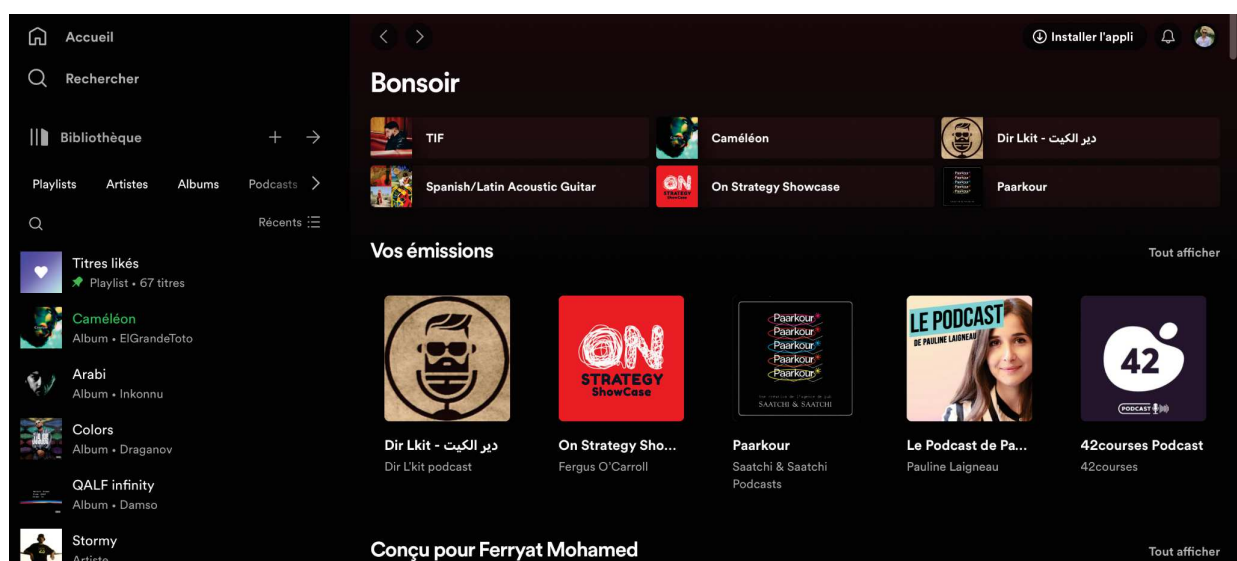 Accueil
Rechercher
Bibliothèque
Playlists Artistes Albums Podcasts
Récents
Titres likés
Playlist • 67 titres
Caméléon
Album • ElGrandeToto
Arabi
Album • Inkonnu
Colors
Album • Draganov
QALF infinity
Album • Damso
Stormy
Artiste
Installer l'appli
Bonsoir
TIF
Caméléon
Dir Lkit - دير الكيت
Spanish/Latin Acoustic Guitar
ON
STRATEGY
ShowCase
On Strategy Showcase
Paarkour
Vos émissions
Tout afficher
Dir Lkit - دير الكيت
Dir L'kit podcast
ON
STRATEGY
ShowCase
On Strategy Sho...
Fergus O'Carroll
Paarkour
Paarkour
Paarkour
Paarkour
Paarkour
SAATCHI & SAATCHI
Paarkour
Saatchi & Saatchi
Podcasts
LE PODCAST
DE PAULINE LAIGNEAU
Le Podcast de Pa...
Pauline Laigneau
42
PODCAST
42courses Podcast
42courses
Conçu pour Ferryat Mohamed
Tout afficher